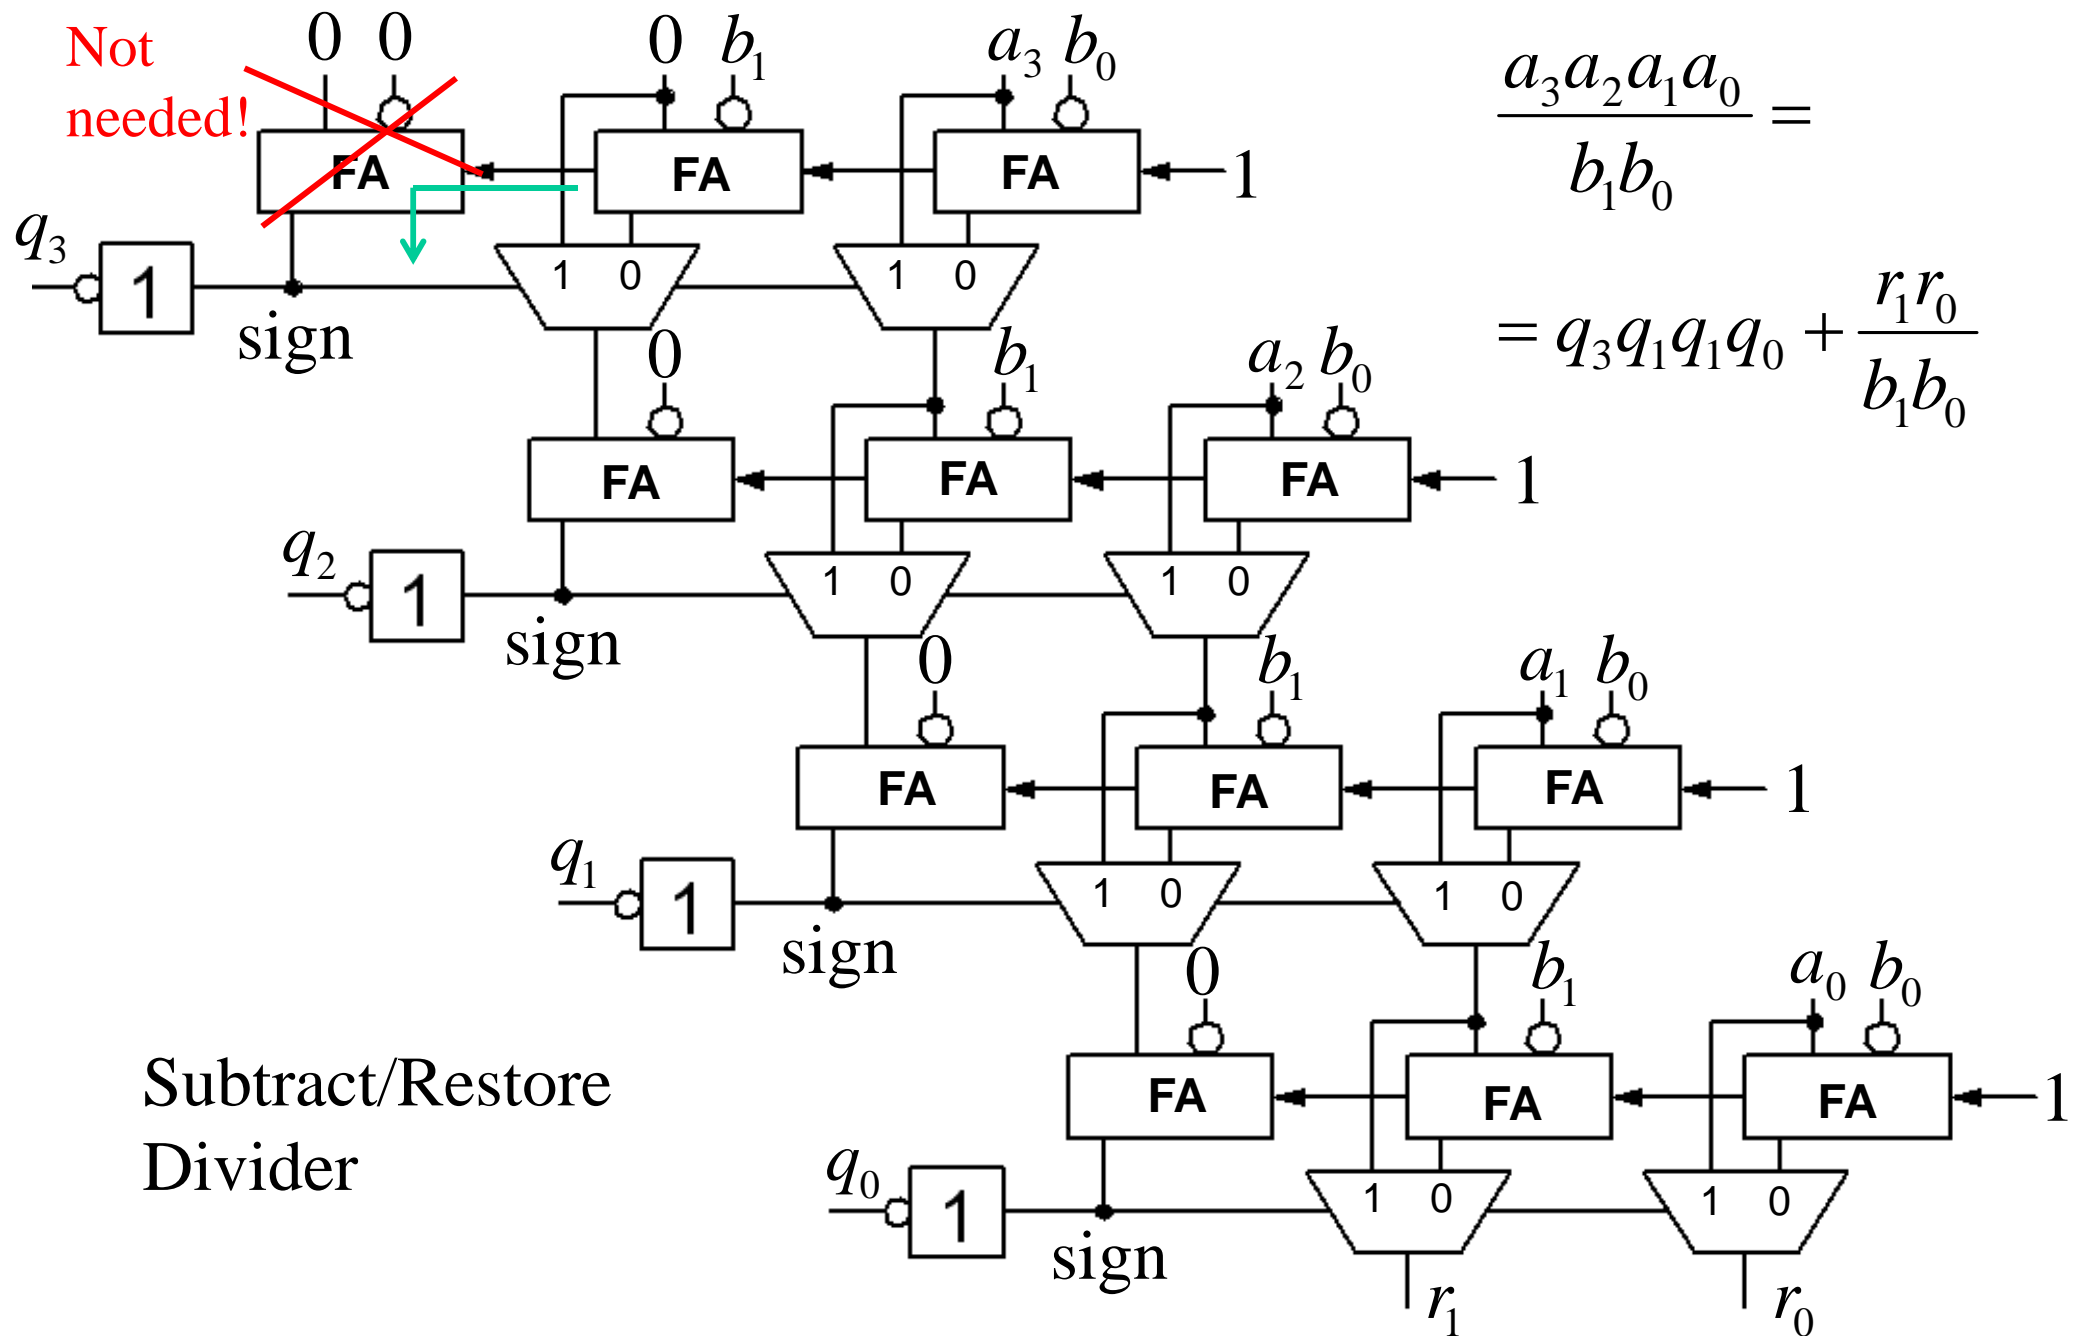 Not
needed!
0 0 0 b₁ a₃ b₀
FA FA FA 1
q₃ 1 1 0 1 0
sign
0 b₁ a₂ b₀
FA FA FA 1
q₂ 1 1 0 1 0
sign
0 b₁ a₁ b₀
FA FA FA 1
q₁ 1 1 0 1 0
sign
0 b₁ a₀ b₀
FA FA FA 1
q₀ 1 1 0 1 0
sign
r₁ r₀
a₃a₂a₁a₀
=
b₁b₀
= q₃q₁q₁q₀ +
r₁r₀
b₁b₀
Subtract/Restore
Divider